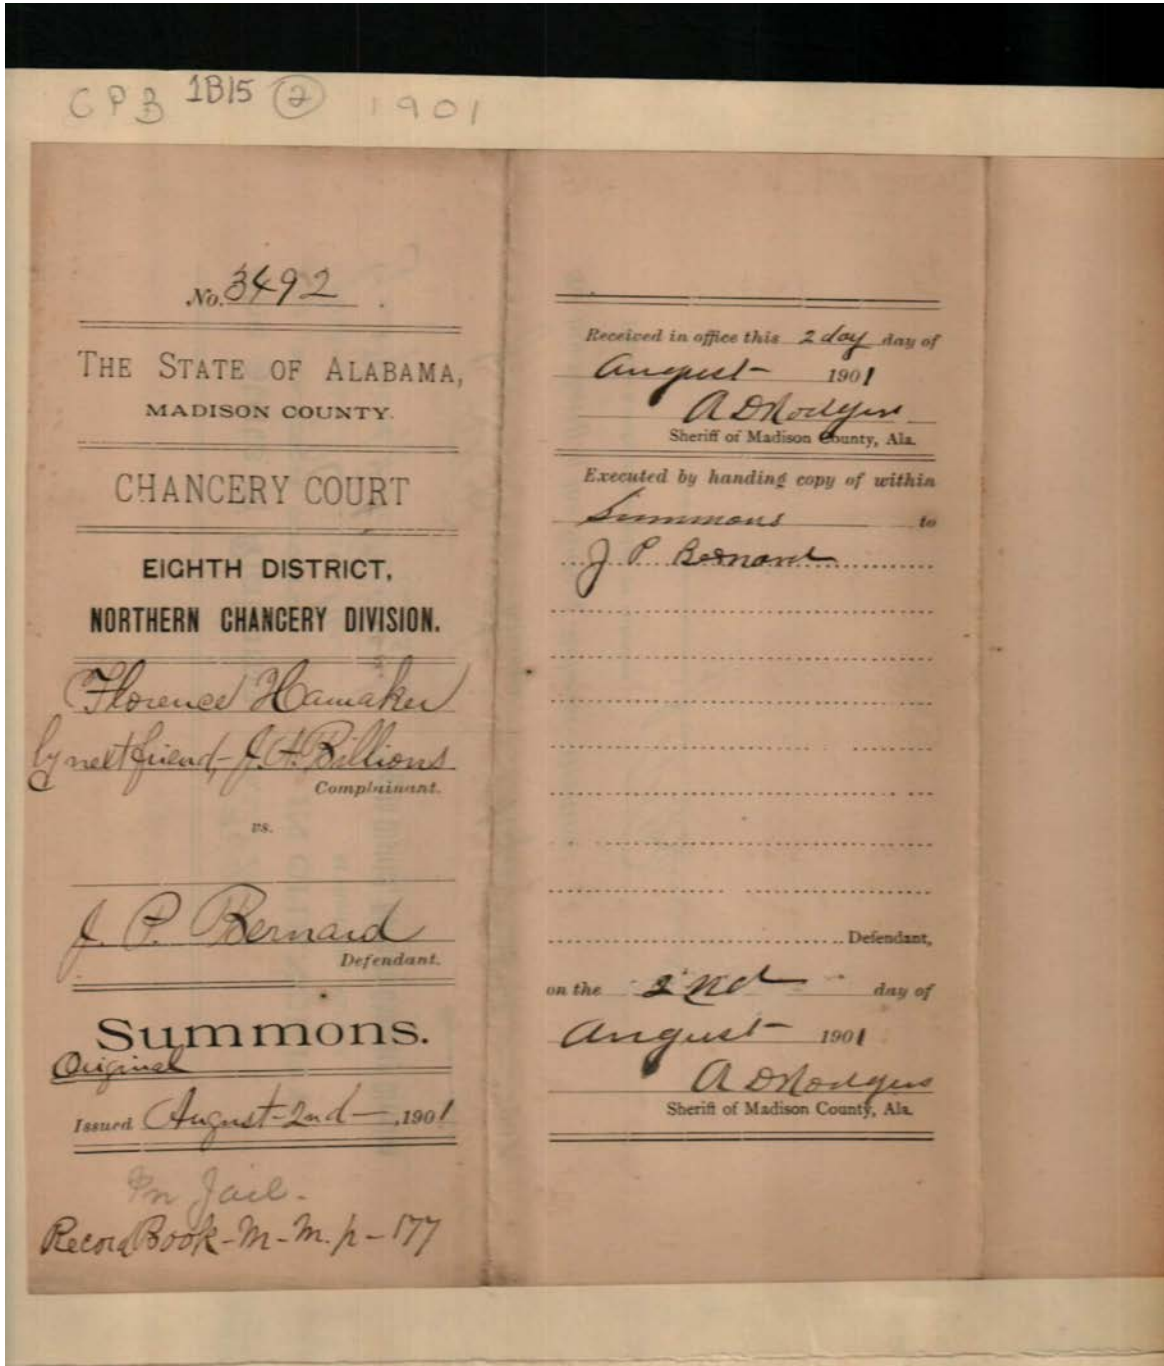 CPB 1B15 2 1901
No. 3492
THE STATE OF ALABAMA,
MADISON COUNTY.
CHANCERY COURT
EIGHTH DISTRICT,
NORTHERN CHANCERY DIVISION.
Florence Hamaker
by next friend - J. H. Billions
Complainant.
vs.
J. P. Bernard
Defendant.
Summons.
Original
Issued August-2nd-, 1901
In Jail.
Record Book-M-M. p-177
Received in office this 2 day day of
August 1901
A D Rodgers
Sheriff of Madison County, Ala.
Executed by handing copy of within
Summons to
J P Bernard
Defendant,
on the 2nd day of
August 1901
A D Rodgers
Sheriff of Madison County, Ala.